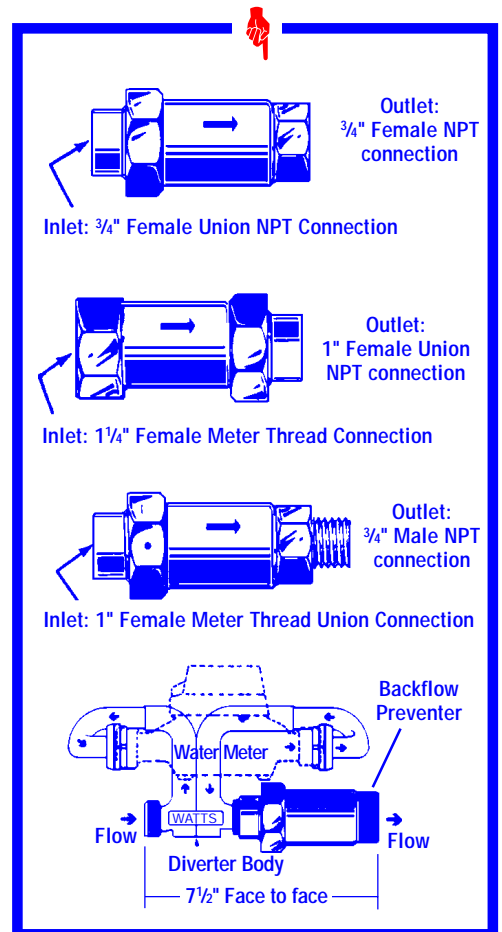 Outlet:
3/4" Female NPT
connection
Inlet: 3/4" Female Union NPT Connection
Outlet:
1" Female Union
NPT connection
Inlet: 11/4" Female Meter Thread Connection
Outlet:
3/4" Male NPT
connection
Inlet: 1" Female Meter Thread Union Connection
Backflow
Preventer
Water Meter
WATTS
Flow
Flow
Diverter Body
71/2" Face to face